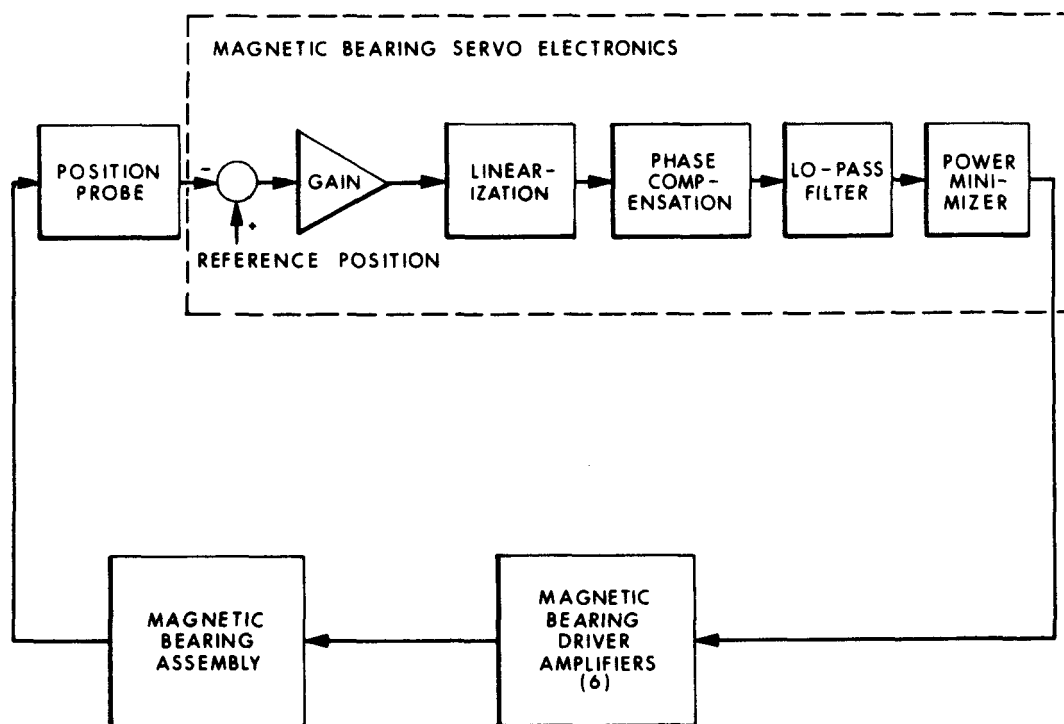 MAGNETIC BEARING SERVO ELECTRONICS
POSITION
PROBE
-
+
REFERENCE POSITION
GAIN
LINEAR-
IZATION
PHASE
COMP-
ENSATION
LO-PASS
FILTER
POWER
MINI-
MIZER
MAGNETIC
BEARING
ASSEMBLY
MAGNETIC
BEARING
DRIVER
AMPLIFIERS
(6)